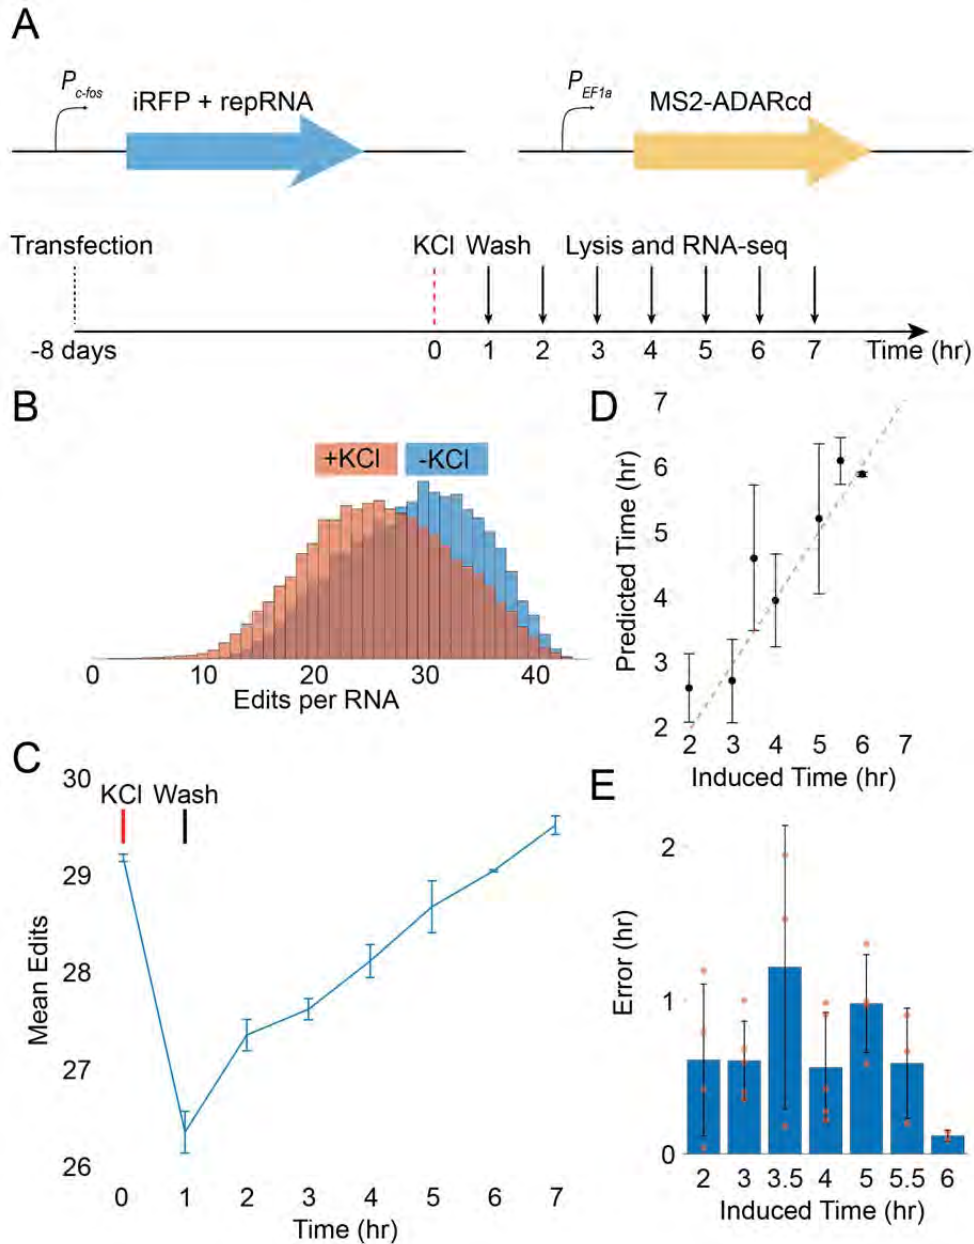 A
P c-fos
iRFP + repRNA
P EF1a
MS2-ADARcd
Transfection
KCl Wash Lysis and RNA-seq
-8 days 0 1 2 3 4 5 6 7 Time (hr)
B
+KCl -KCl
0 10 20 30 40
Edits per RNA
C
30
KCl Wash
29
28
27
26
Mean Edits
0 1 2 3 4 5 6 7
Time (hr)
D
7
6
5
4
3
2
Predicted Time (hr)
2 3 4 5 6 7
Induced Time (hr)
E
2
1
0
Error (hr)
2 3 3.5 4 5 5.5 6
Induced Time (hr)